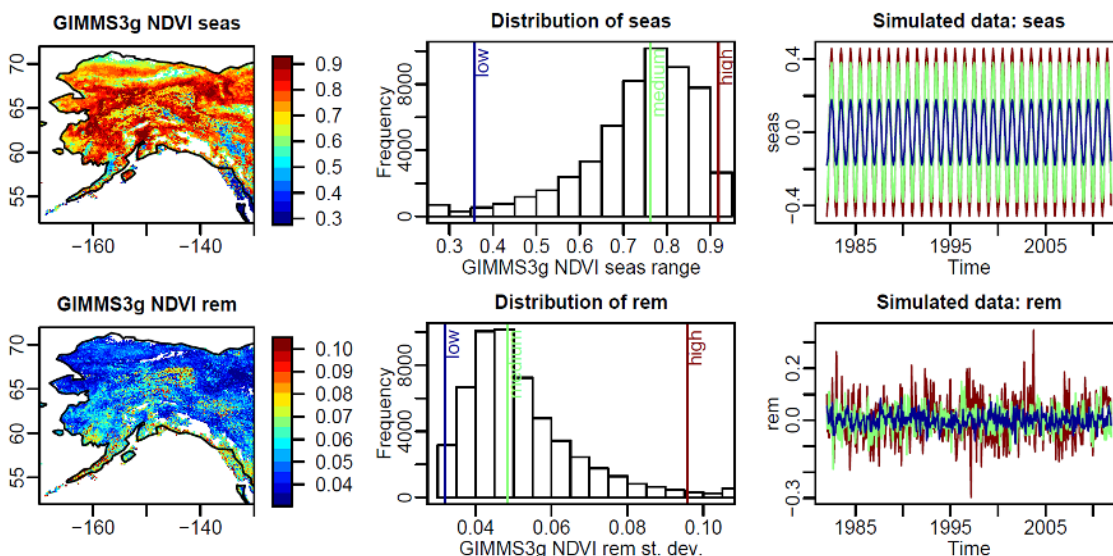 GIMMS3g NDVI seas
70
65
60
55
−160
−140
0.9
0.8
0.7
0.6
0.5
0.4
0.3
Distribution of seas
Frequency
0
4000
8000
low
medium
high
0.3 0.4 0.5 0.6 0.7 0.8 0.9
GIMMS3g NDVI seas range
Simulated data: seas
seas
0.4
0.0
−0.4
1985 1995 2005
Time
GIMMS3g NDVI rem
70
65
60
55
−160
−140
0.10
0.09
0.08
0.07
0.06
0.05
0.04
Distribution of rem
Frequency
0
4000
8000
low
medium
high
0.04 0.06 0.08 0.10
GIMMS3g NDVI rem st. dev.
Simulated data: rem
rem
0.2
0.0
−0.3
1985 1995 2005
Time